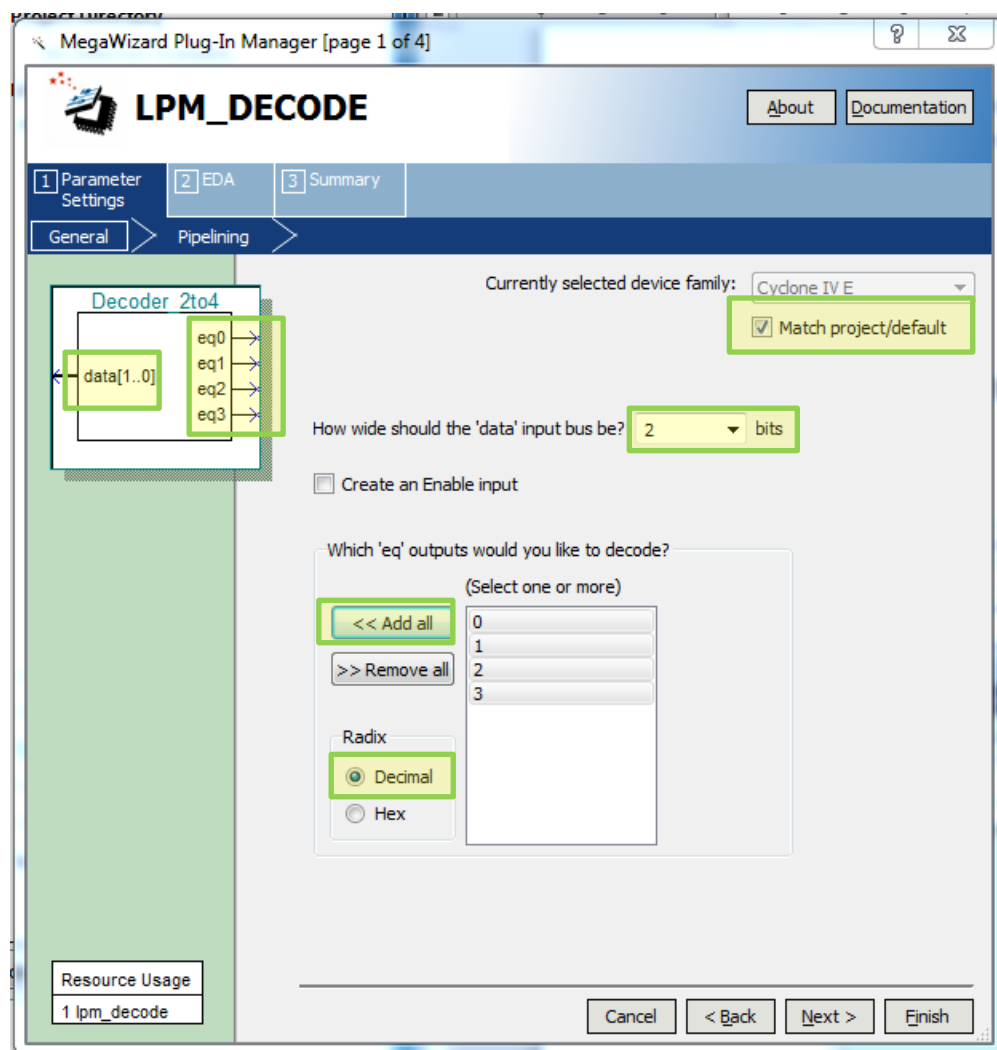 Project Directory
MegaWizard Plug-In Manager [page 1 of 4]
LPM_DECODE
About
Documentation
1 Parameter Settings
2 EDA
3 Summary
General
Pipelining
Currently selected device family:
Cyclone IV E
Match project/default
Decoder_2to4
data[1..0]
eq0
eq1
eq2
eq3
How wide should the 'data' input bus be?
2
bits
Create an Enable input
Which 'eq' outputs would you like to decode?
(Select one or more)
<< Add all
>> Remove all
0
1
2
3
Radix
Decimal
Hex
Resource Usage
1 lpm_decode
Cancel
< Back
Next >
Finish